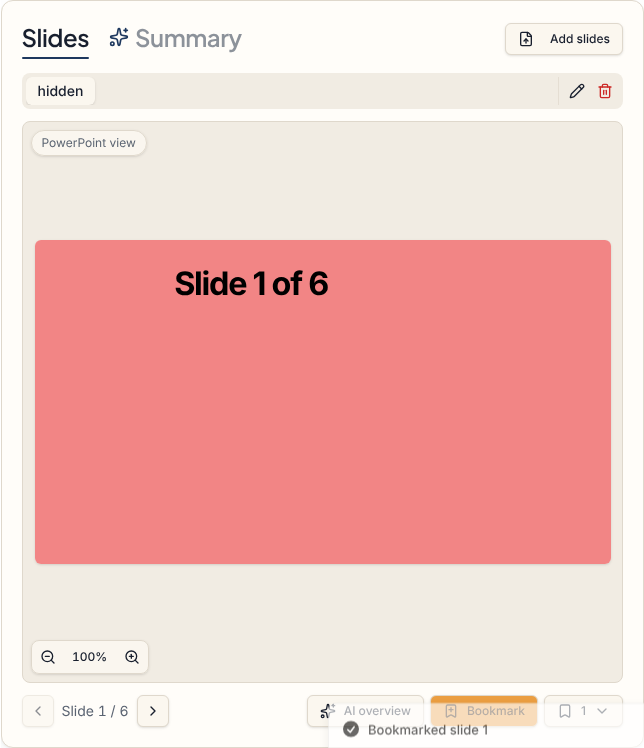 Slides
Summary
Add slides
hidden
PowerPoint view
Slide 1 of 6
100%
Slide 1 / 6
AI overview
Bookmark
1
Bookmarked slide 1